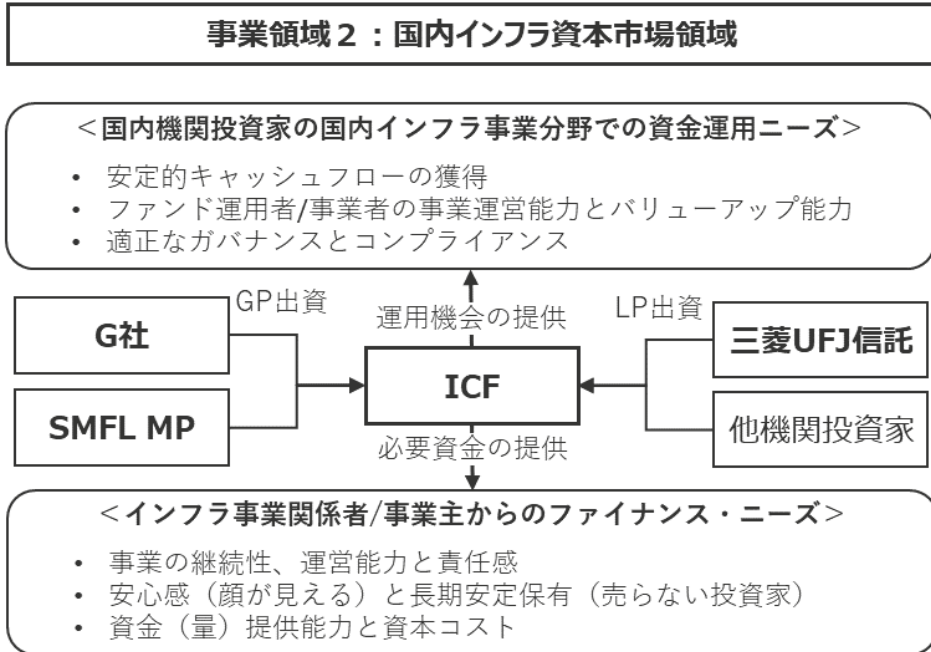 事業領域２：国内インフラ資本市場領域
＜国内機関投資家の国内インフラ事業分野での資金運用ニーズ＞
• 安定的キャッシュフローの獲得
• ファンド運用者/事業者の事業運営能力とバリューアップ能力
• 適正なガバナンスとコンプライアンス
GP出資
運用機会の提供
LP出資
G社
三菱UFJ信託
ICF
SMFL MP
他機関投資家
必要資金の提供
＜インフラ事業関係者/事業主からのファイナンス・ニーズ＞
• 事業の継続性、運営能力と責任感
• 安心感（顔が見える）と長期安定保有（売らない投資家）
• 資金（量）提供能力と資本コスト